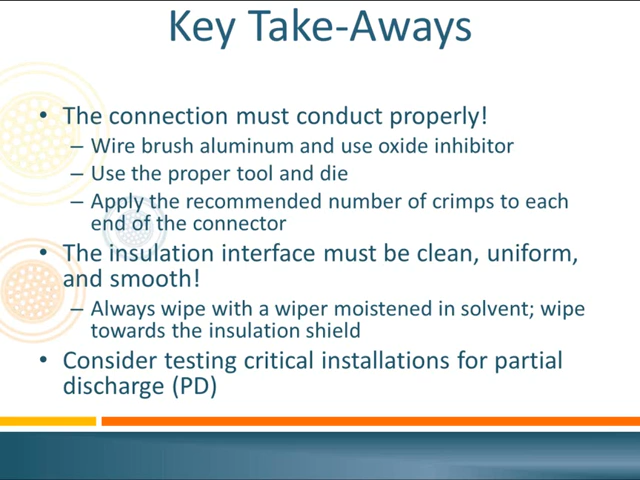 Key Take-Aways
• The connection must conduct properly!
– Wire brush aluminum and use oxide inhibitor
– Use the proper tool and die
– Apply the recommended number of crimps to each
end of the connector
• The insulation interface must be clean, uniform,
and smooth!
– Always wipe with a wiper moistened in solvent; wipe
towards the insulation shield
• Consider testing critical installations for partial
discharge (PD)